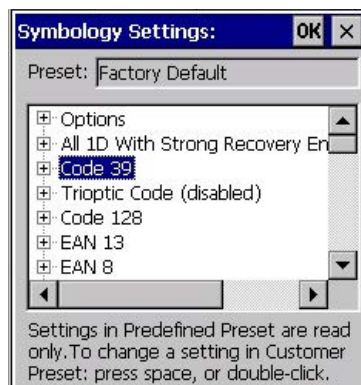 Symbology Settings: OK ×
Preset: Factory Default
Options
All 1D With Strong Recovery En
Code 39
Trioptic Code (disabled)
Code 128
EAN 13
EAN 8
Settings in Predefined Preset are read
only.To change a setting in Customer
Preset: press space, or double-click.